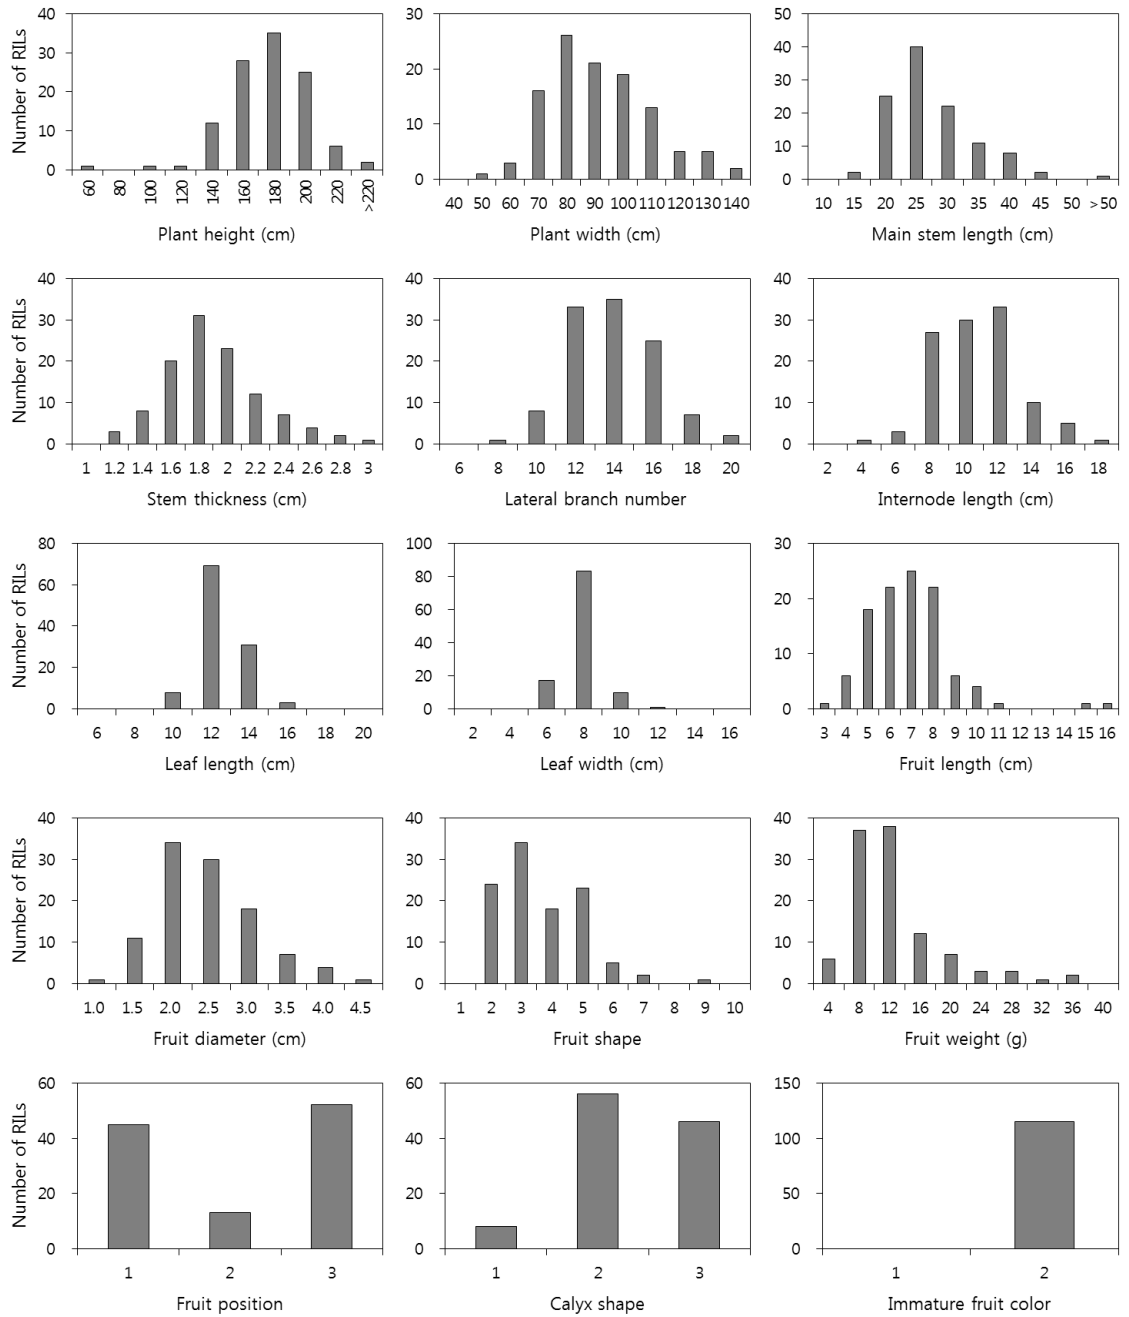 40 30 20 10 0
Number of RILs
60 80 100 120 140 160 180 200 220 >220
Plant height (cm)
30 20 10 0
40 50 60 70 80 90 100 110 120 130 140
Plant width (cm)
50 40 30 20 10 0
10 15 20 25 30 35 40 45 50 >50
Main stem length (cm)
40 30 20 10 0
Number of RILs
1 1.2 1.4 1.6 1.8 2 2.2 2.4 2.6 2.8 3
Stem thickness (cm)
40 30 20 10 0
6 8 10 12 14 16 18 20
Lateral branch number
40 30 20 10 0
2 4 6 8 10 12 14 16 18
Internode length (cm)
80 60 40 20 0
Number of RILs
6 8 10 12 14 16 18 20
Leaf length (cm)
100 80 60 40 20 0
2 4 6 8 10 12 14 16
Leaf width (cm)
30 20 10 0
3 4 5 6 7 8 9 10 11 12 13 14 15 16
Fruit length (cm)
40 30 20 10 0
Number of RILs
1.0 1.5 2.0 2.5 3.0 3.5 4.0 4.5
Fruit diameter (cm)
40 30 20 10 0
1 2 3 4 5 6 7 8 9 10
Fruit shape
40 30 20 10 0
4 8 12 16 20 24 28 32 36 40
Fruit weight (g)
60 40 20 0
Number of RILs
1 2 3
Fruit position
60 40 20 0
1 2 3
Calyx shape
150 100 50 0
1 2
Immature fruit color